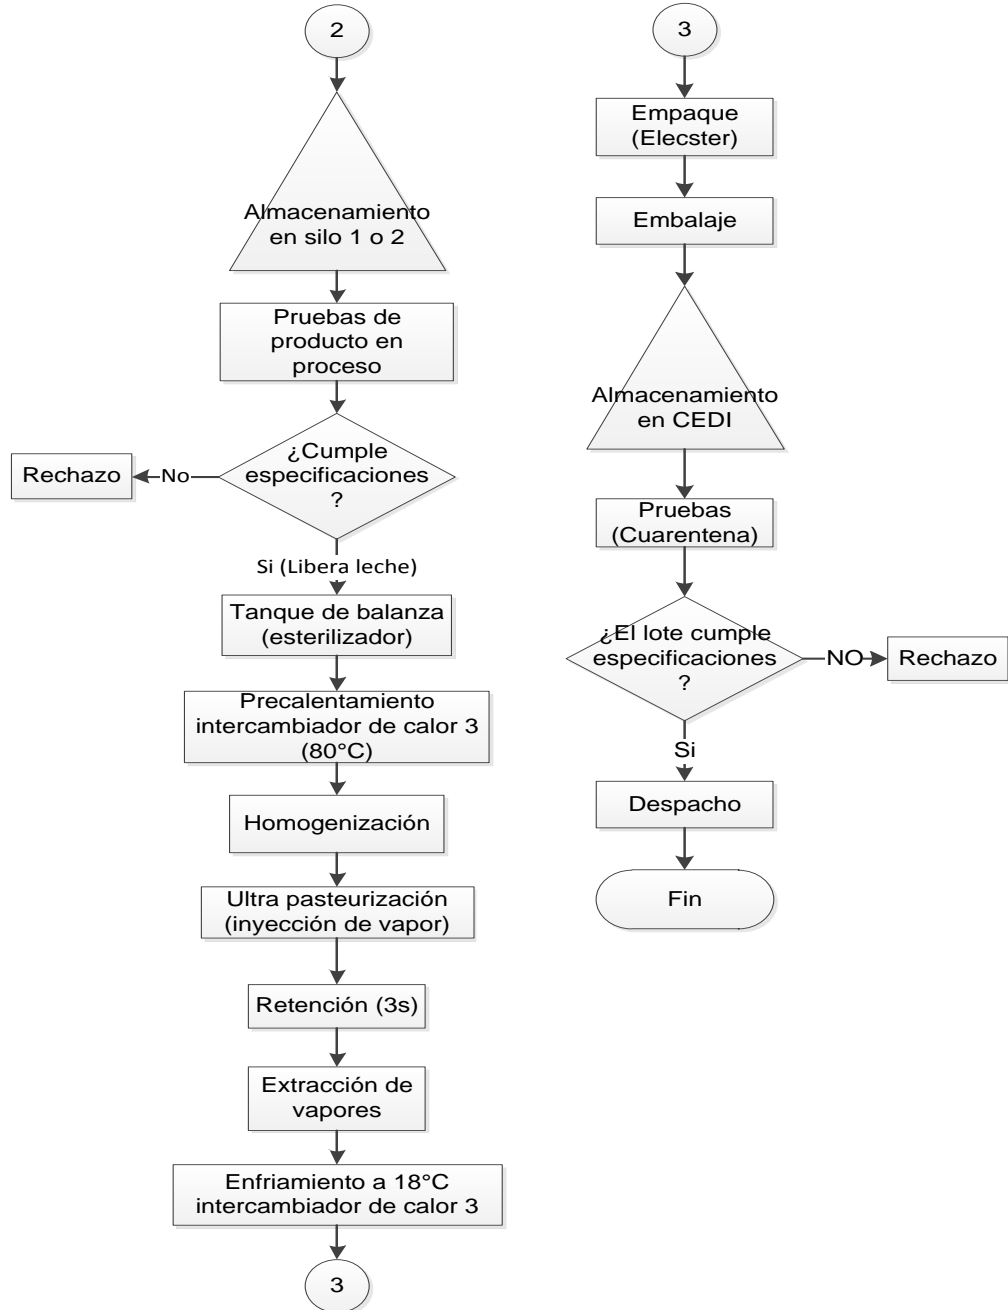 2
Almacenamiento
en silo 1 o 2
Pruebas de
producto en
proceso
¿Cumple
especificaciones
?
No
Rechazo
Si (Libera leche)
Tanque de balanza
(esterilizador)
Precalentamiento
intercambiador de calor 3
(80°C)
Homogenización
Ultra pasteurización
(inyección de vapor)
Retención (3s)
Extracción de
vapores
Enfriamiento a 18°C
intercambiador de calor 3
3
3
Empaque
(Elecster)
Embalaje
Almacenamiento
en CEDI
Pruebas
(Cuarentena)
¿El lote cumple
especificaciones
?
NO
Rechazo
Si
Despacho
Fin